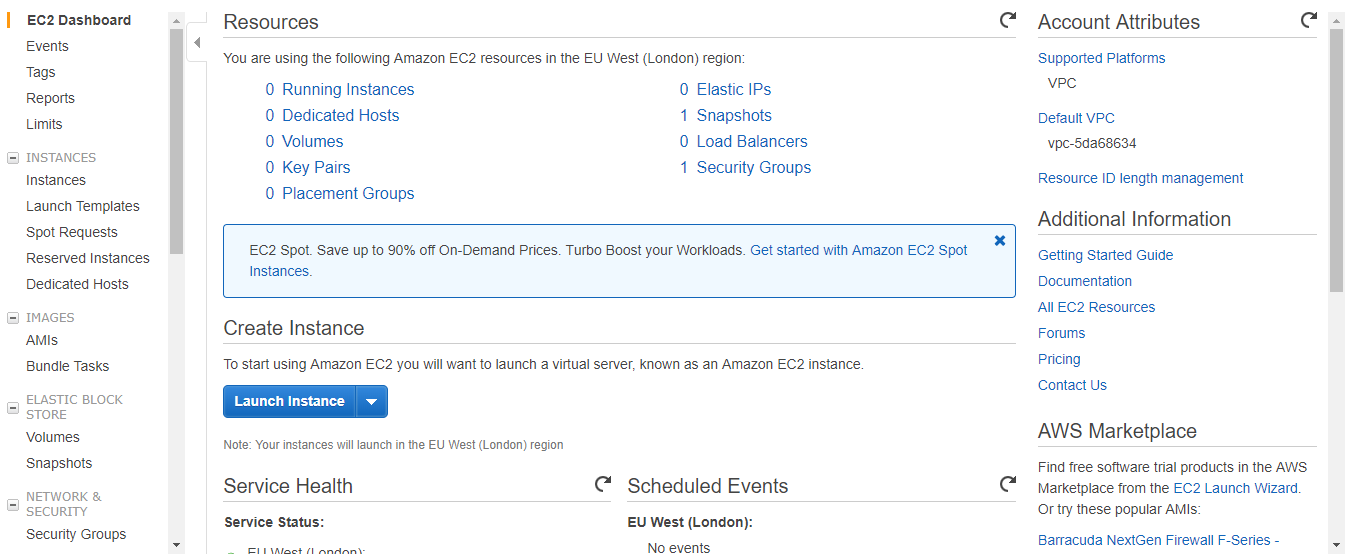 EC2 Dashboard
Events
Tags
Reports
Limits
INSTANCES
Instances
Launch Templates
Spot Requests
Reserved Instances
Dedicated Hosts
IMAGES
AMIs
Bundle Tasks
ELASTIC BLOCK
STORE
Volumes
Snapshots
NETWORK &
SECURITY
Security Groups
Resources
You are using the following Amazon EC2 resources in the EU West (London) region:
0 Running Instances
0 Dedicated Hosts
0 Volumes
0 Key Pairs
0 Placement Groups
0 Elastic IPs
1 Snapshots
0 Load Balancers
1 Security Groups
EC2 Spot. Save up to 90% off On-Demand Prices. Turbo Boost your Workloads. Get started with Amazon EC2 Spot
Instances.
Create Instance
To start using Amazon EC2 you will want to launch a virtual server, known as an Amazon EC2 instance.
Launch Instance
Note: Your instances will launch in the EU West (London) region
Service Health
Service Status:
EU West (London):
Scheduled Events
EU West (London):
No events
Account Attributes
Supported Platforms
VPC
Default VPC
vpc-5da68634
Resource ID length management
Additional Information
Getting Started Guide
Documentation
All EC2 Resources
Forums
Pricing
Contact Us
AWS Marketplace
Find free software trial products in the AWS
Marketplace from the EC2 Launch Wizard.
Or try these popular AMIs:
Barracuda NextGen Firewall F-Series -